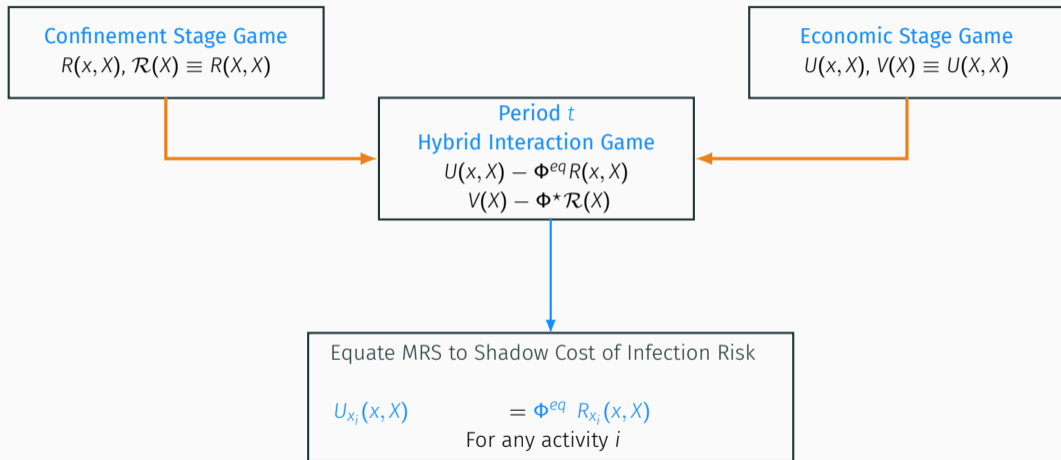 Confinement Stage Game
R(x, X), ℛ(X) ≡ R(X, X)
Economic Stage Game
U(x, X), V(X) ≡ U(X, X)
Period t
Hybrid Interaction Game
U(x, X) − Φ^{eq} R(x, X)
V(X) − Φ^⋆ ℛ(X)
Equate MRS to Shadow Cost of Infection Risk
U_{x_i}(x, X) = Φ^{eq} R_{x_i}(x, X)
For any activity i